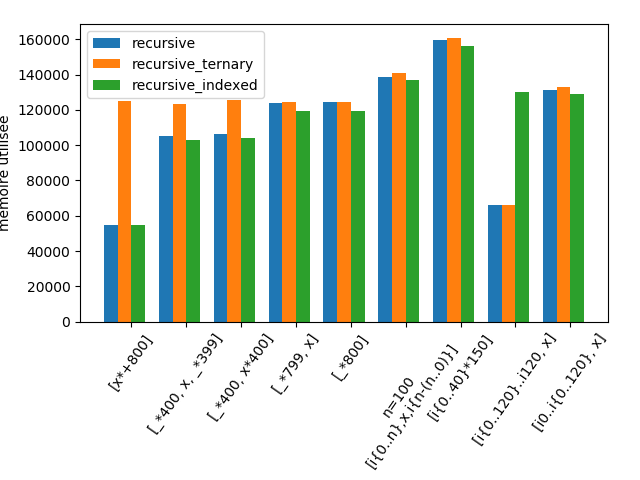 recursive
recursive_ternary
recursive_indexed
160000
140000
120000
100000
80000
60000
40000
20000
0
mémoire utilisée
[x*+800]
[_*400, x, _*399]
[_*400, x*400]
[_*799, x]
[_*800]
n=100
[i{0..n},x,i{n-(n..0)}]
[i{0..40}*150]
[i{0..120}..i120, x]
[i0..i{0..120}, x]